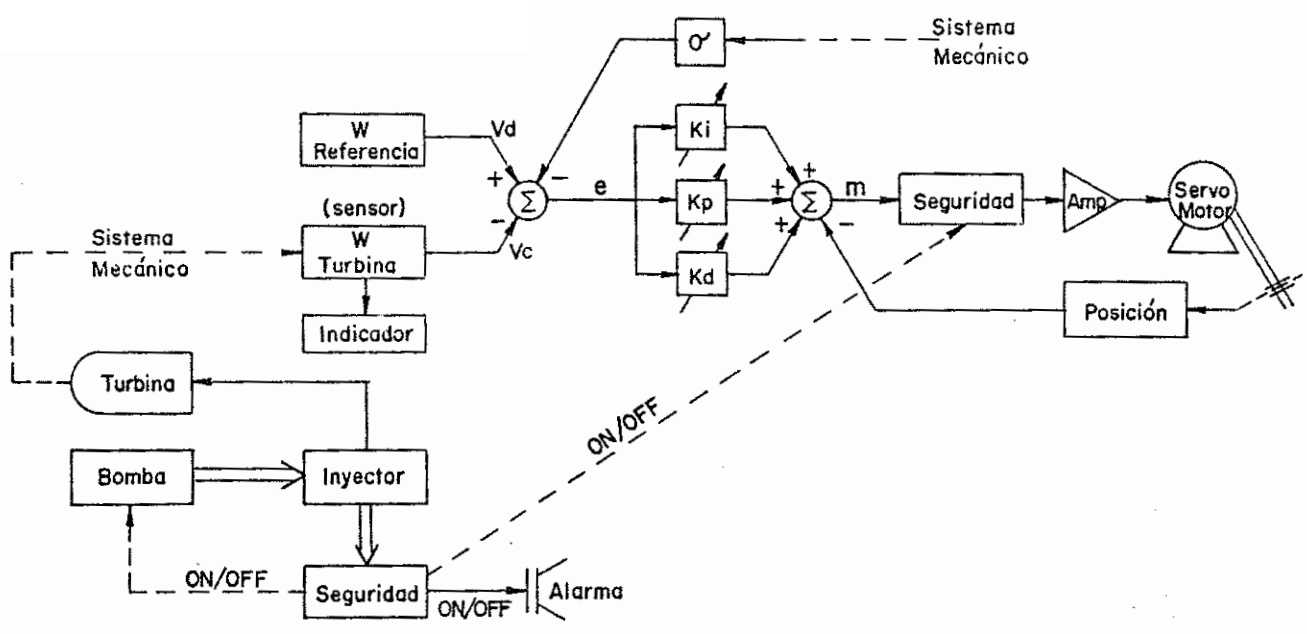 Sistema
Mecánico
σ
W
Referencia
Vd
+
−
Σ
−
(sensor)
W
Turbina
Vc
Indicador
e
Ki
Kp
Kd
+
+
+
Σ
−
m
Seguridad
Amp
Servo
Motor
Posición
Sistema
Mecánico
Turbina
Bomba
Inyector
ON/OFF
Seguridad
ON/OFF
Alarma
ON/OFF